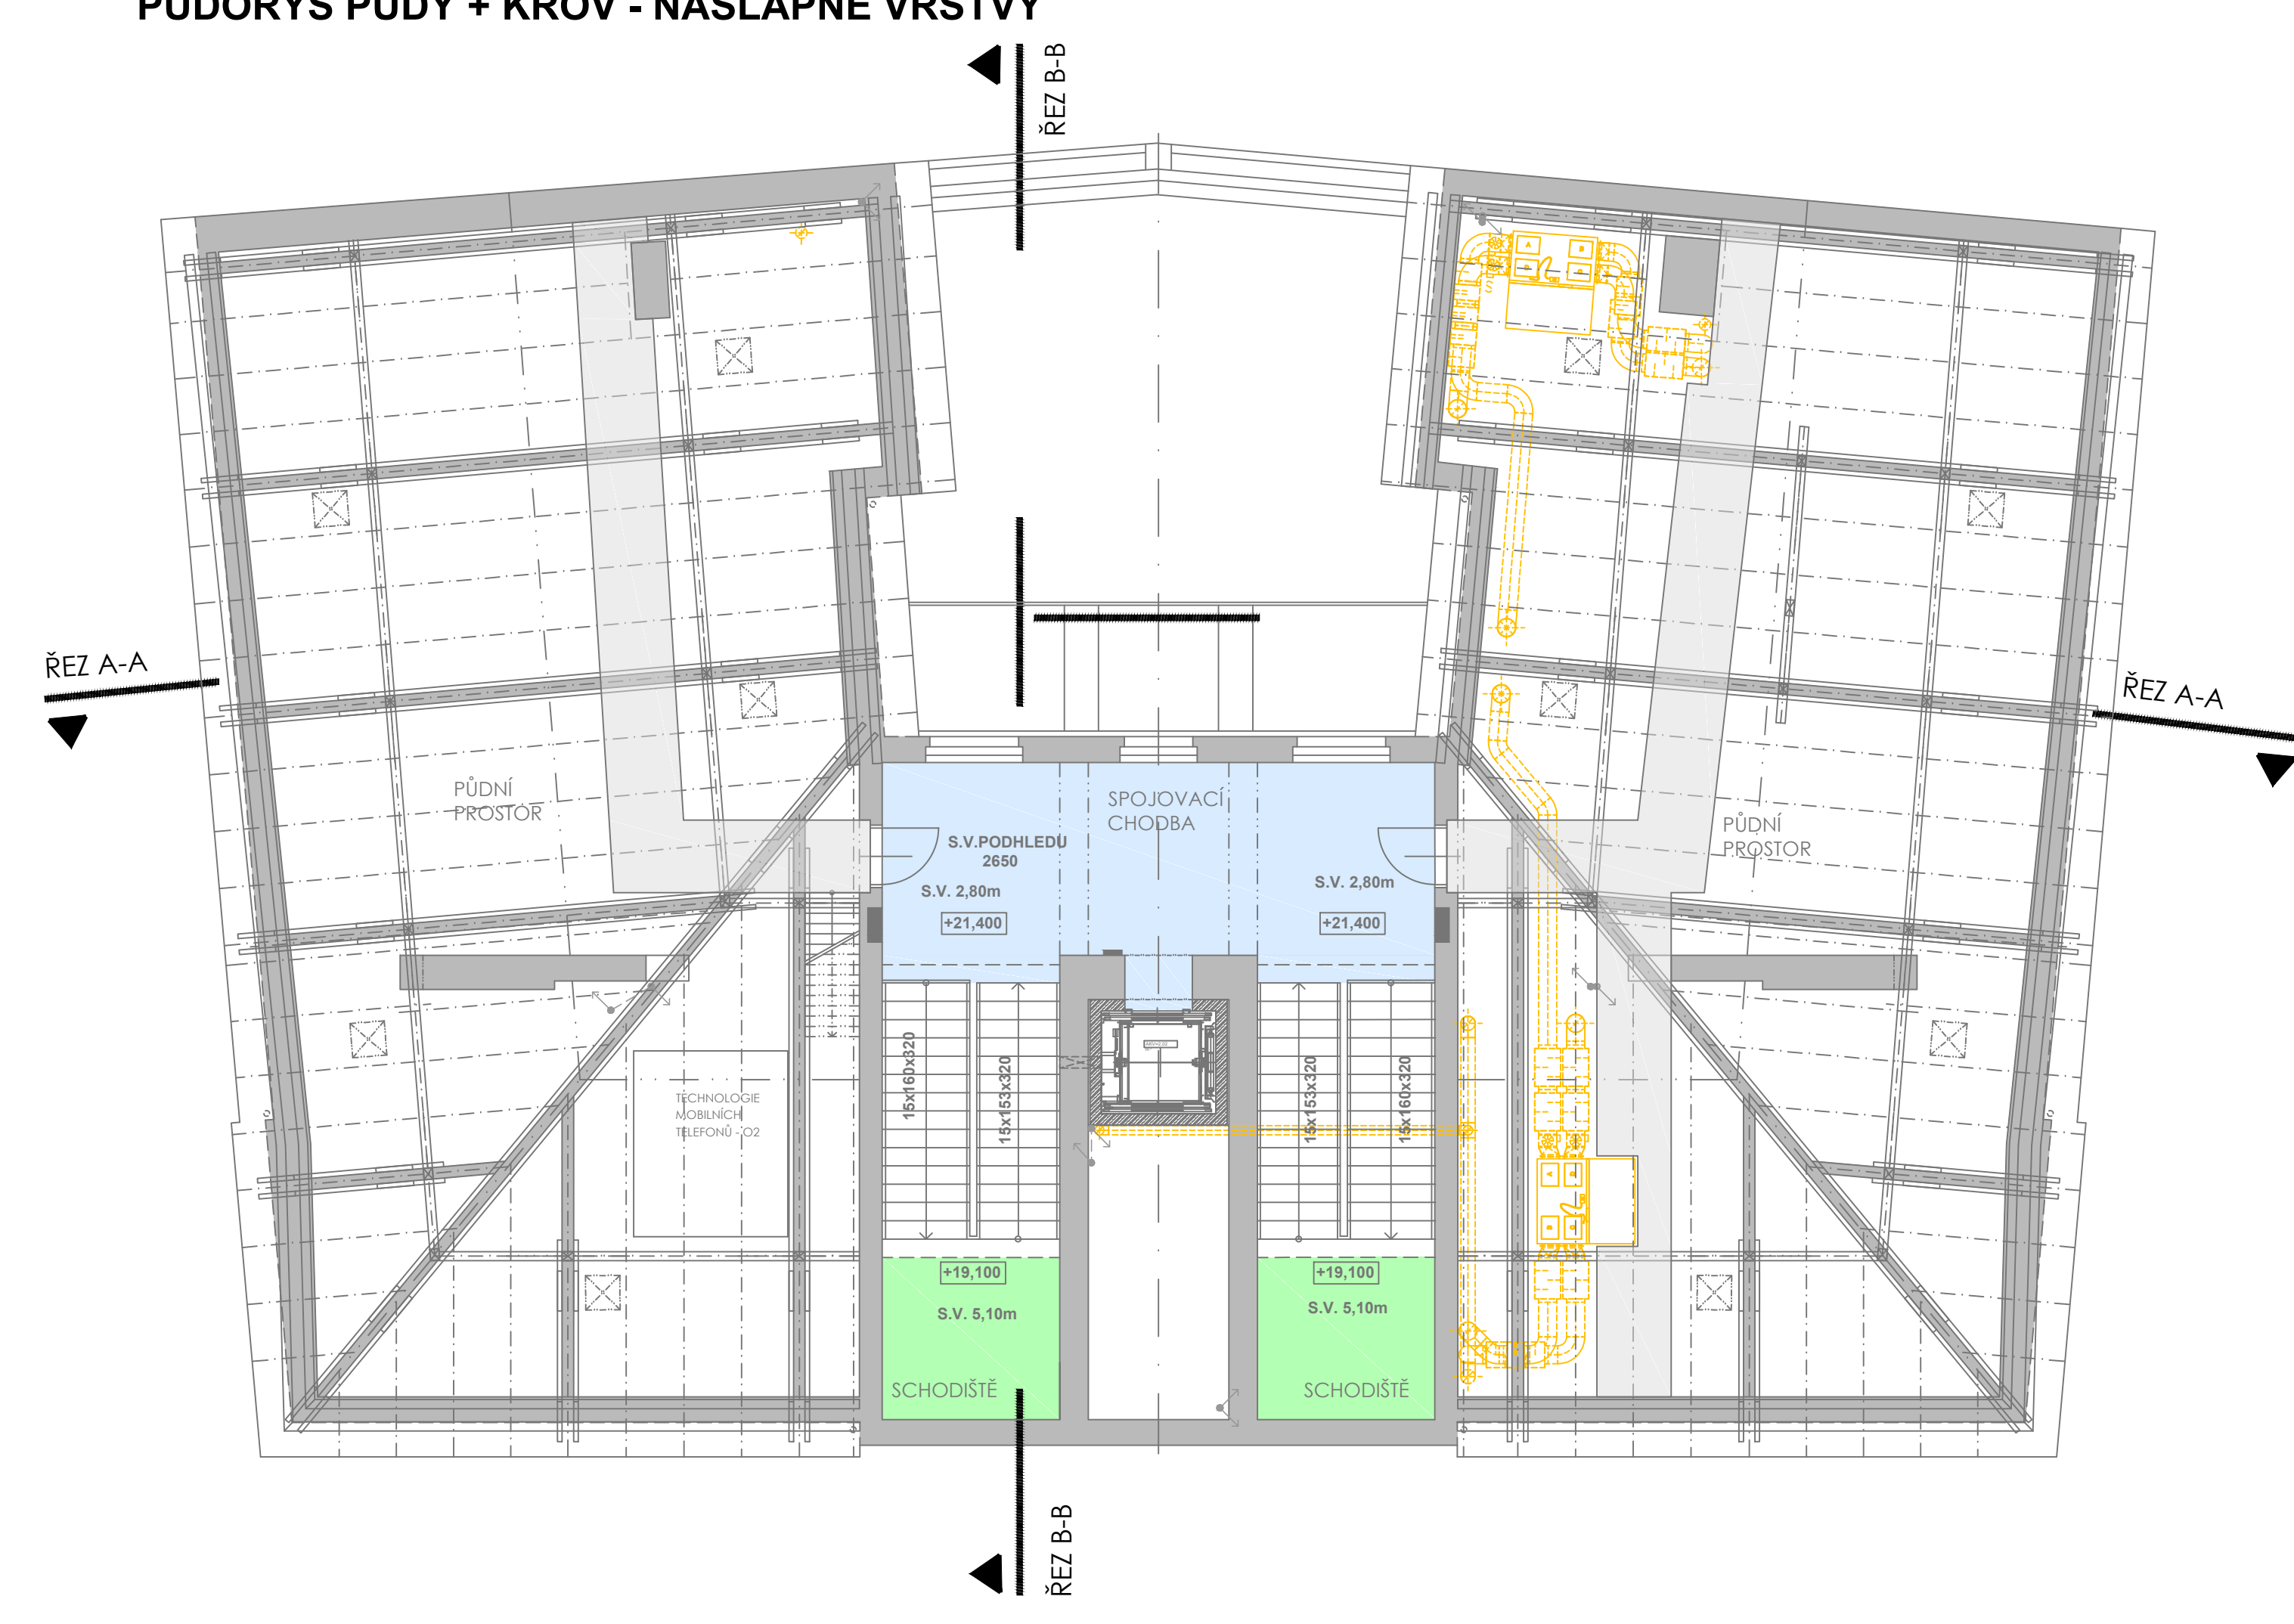 PŮDORYS PŮDY + KROV - NÁŠLAPNÉ VRSTVY
ŘEZ B-B
ŘEZ A-A
ŘEZ A-A
PŮDNÍ
PROSTOR
SPOJOVACÍ
CHODBA
S.V.PODHLEDU
2650
S.V. 2,80m
+21,400
S.V. 2,80m
+21,400
PŮDNÍ
PROSTOR
15x160x320
15x153x320
15x153x320
15x160x320
TECHNOLOGIE
MOBILNÍCH
TELEFONŮ - O2
+19,100
S.V. 5,10m
SCHODIŠTĚ
+19,100
S.V. 5,10m
SCHODIŠTĚ
ŘEZ B-B